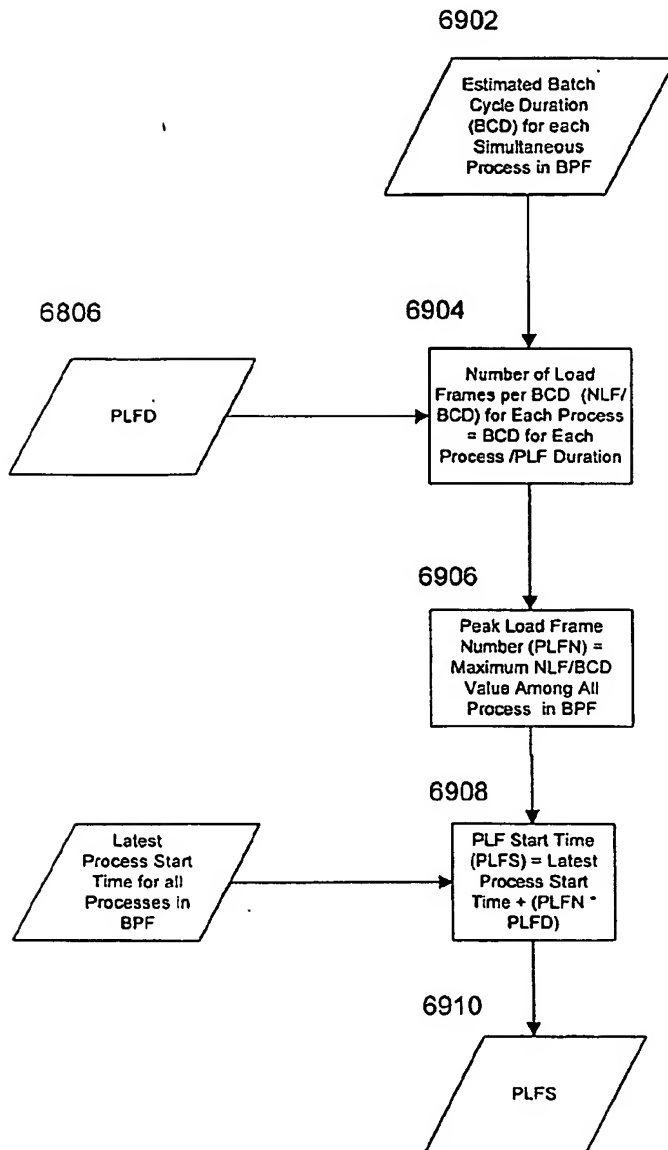 6902
Estimated Batch
Cycle Duration
(BCD) for each
Simultaneous
Process in BPF
6806
PLFD
6904
Number of Load
Frames per BCD (NLF/
BCD) for Each Process
= BCD for Each
Process /PLF Duration
6906
Peak Load Frame
Number (PLFN) =
Maximum NLF/BCD
Value Among All
Process in BPF
6908
Latest
Process Start
Time for all
Processes in
BPF
PLF Start Time
(PLFS) = Latest
Process Start
Time + (PLFN *
PLFD)
6910
PLFS